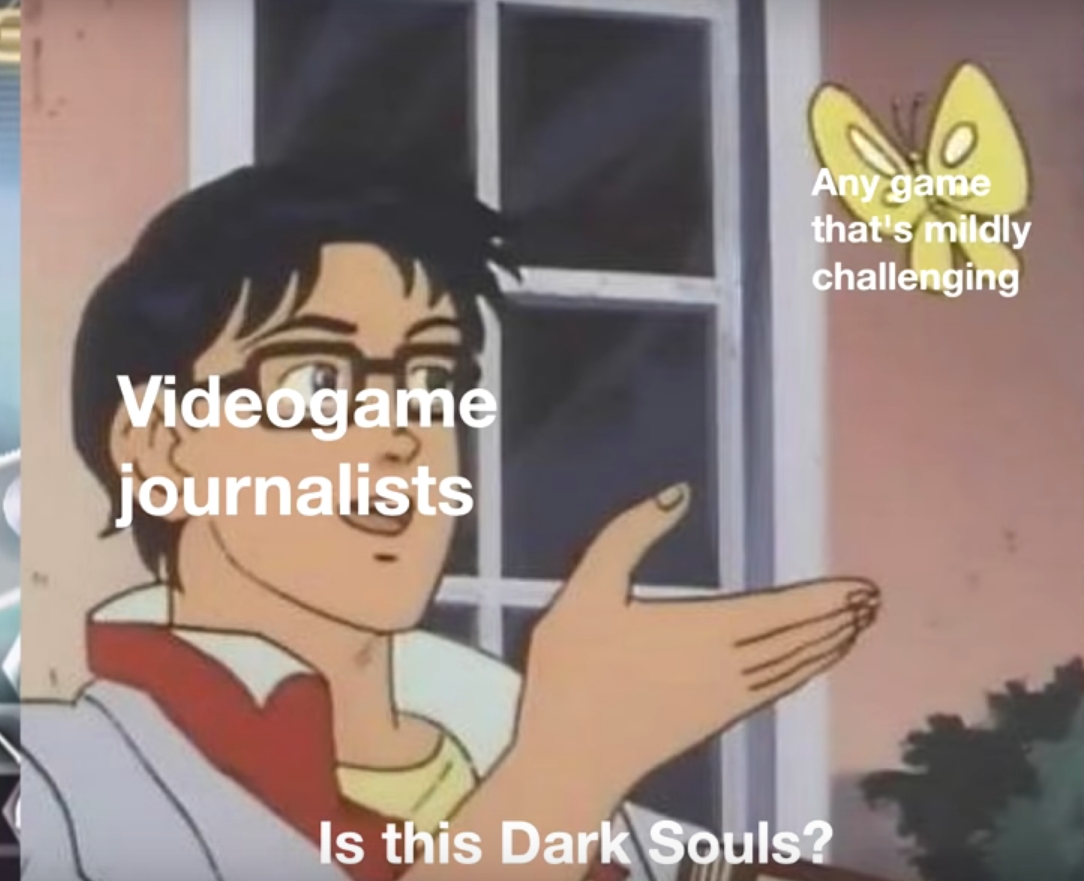 Any game
that's mildly
challenging
Videogame
journalists
Is this Dark Souls?